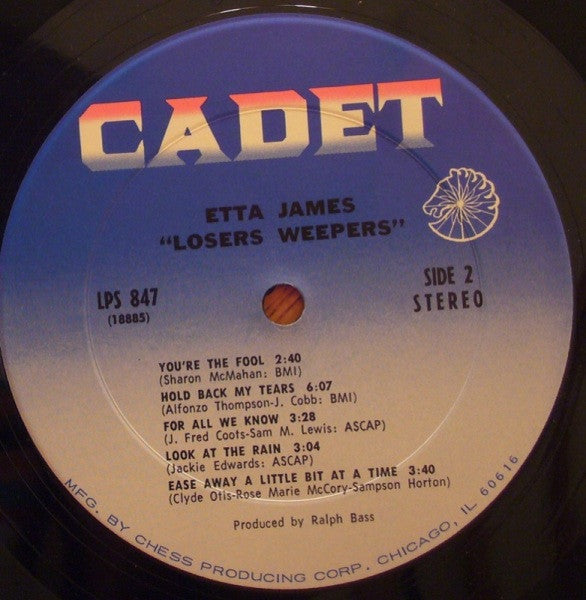 CADET
ETTA JAMES
"LOSERS WEEPERS"
LPS 847
(18885)
SIDE 2
STEREO
YOU'RE THE FOOL 2:40
(Sharon McMahan: BMI)
HOLD BACK MY TEARS 6:07
(Alfonzo Thompson-J. Cobb: BMI)
FOR ALL WE KNOW 3:28
(J. Fred Coots-Sam M. Lewis: ASCAP)
LOOK AT THE RAIN 3:04
(Jackie Edwards: ASCAP)
EASE AWAY A LITTLE BIT AT A TIME 3:40
(Clyde Otis-Rose Marie McCory-Sampson Horton)
Produced by Ralph Bass
MFG. BY CHESS PRODUCING CORP. CHICAGO, IL 60616